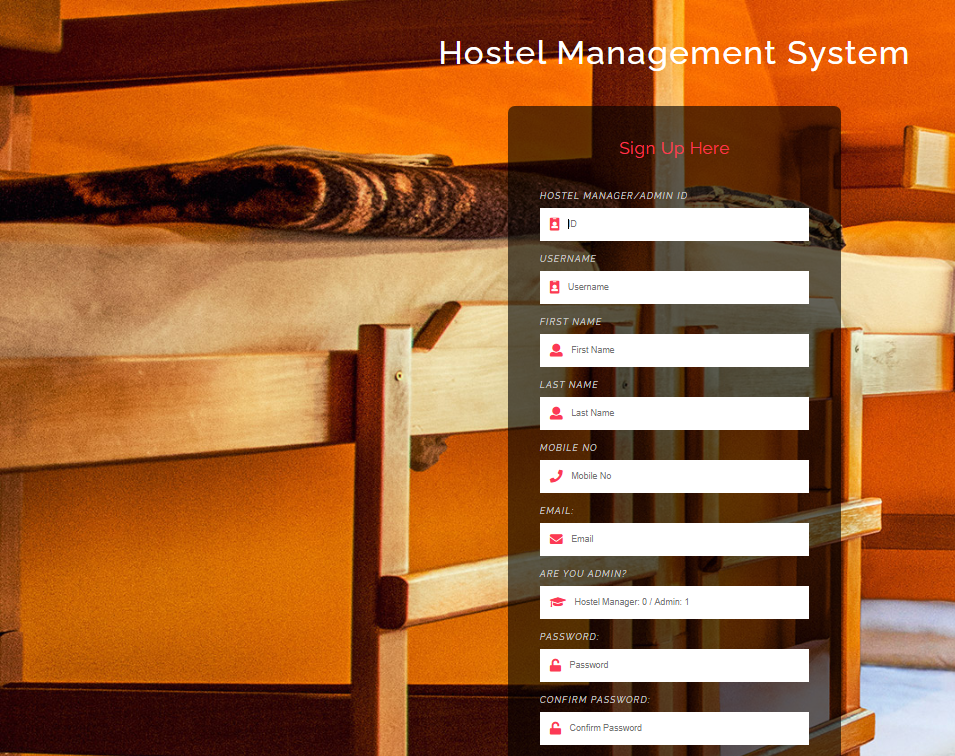 Hostel Management System
Sign Up Here
HOSTEL MANAGER/ADMIN ID
ID
USERNAME
Username
FIRST NAME
First Name
LAST NAME
Last Name
MOBILE NO
Mobile No
EMAIL:
Email
ARE YOU ADMIN?
Hostel Manager: 0 / Admin: 1
PASSWORD:
Password
CONFIRM PASSWORD:
Confirm Password